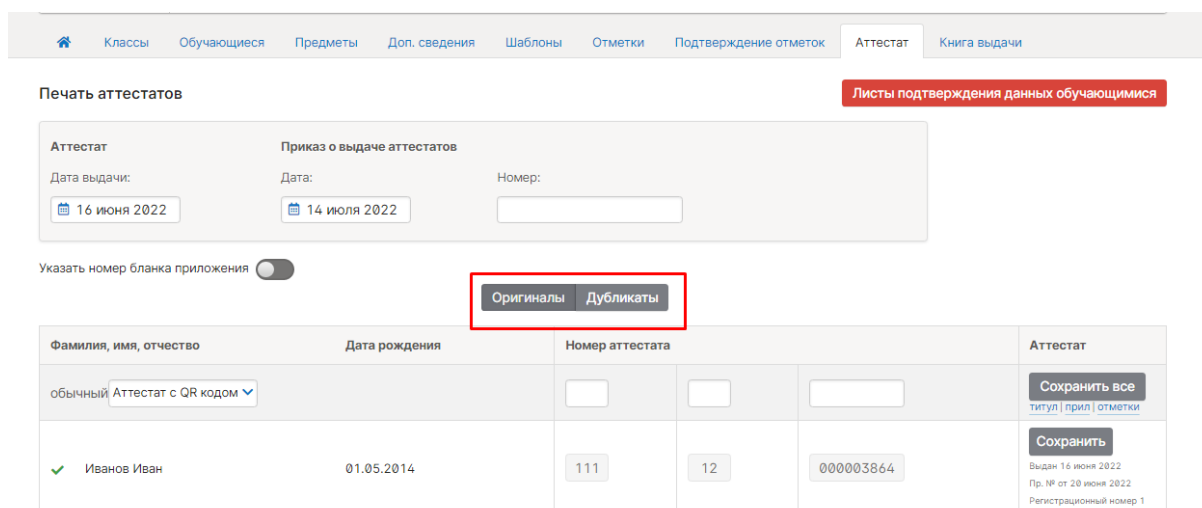 Классы Обучающиеся Предметы Доп. сведения Шаблоны Отметки Подтверждение отметок Аттестат Книга выдачи
Печать аттестатов Листы подтверждения данных обучающимися
Аттестат Приказ о выдаче аттестатов
Дата выдачи: Дата: Номер:
16 июня 2022 14 июля 2022
Указать номер бланка приложения
Оригиналы Дубликаты
Фамилия, имя, отчество Дата рождения Номер аттестата Аттестат
обычный Аттестат с QR кодом Сохранить все
титул | прил | отметки
Сохранить
Иванов Иван 01.05.2014 111 12 000003864
Выдан 16 июня 2022
Пр. № от 20 июня 2022
Регистрационный номер 1